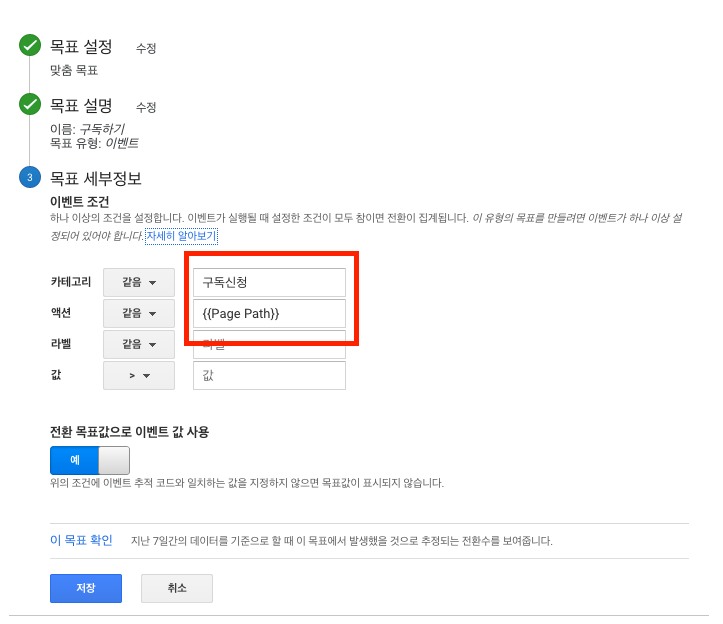 목표 설정 수정
맞춤 목표
목표 설명 수정
이름: 구독하기
목표 유형: 이벤트
3 목표 세부정보
이벤트 조건
하나 이상의 조건을 설정합니다. 이벤트가 실행될 때 설정한 조건이 모두 참이면 전환이 집계됩니다. 이 유형의 목표를 만들려면 이벤트가 하나 이상 설
정되어 있어야 합니다. 자세히 알아보기
카테고리 같음 구독신청
액션 같음 {{Page Path}}
라벨 같음 라벨
값 > 값
전환 목표값으로 이벤트 값 사용
예
위의 조건에 이벤트 추적 코드와 일치하는 값을 지정하지 않으면 목표값이 표시되지 않습니다.
이 목표 확인 지난 7일간의 데이터를 기준으로 할 때 이 목표에서 발생했을 것으로 추정되는 전환수를 보여줍니다.
저장 취소